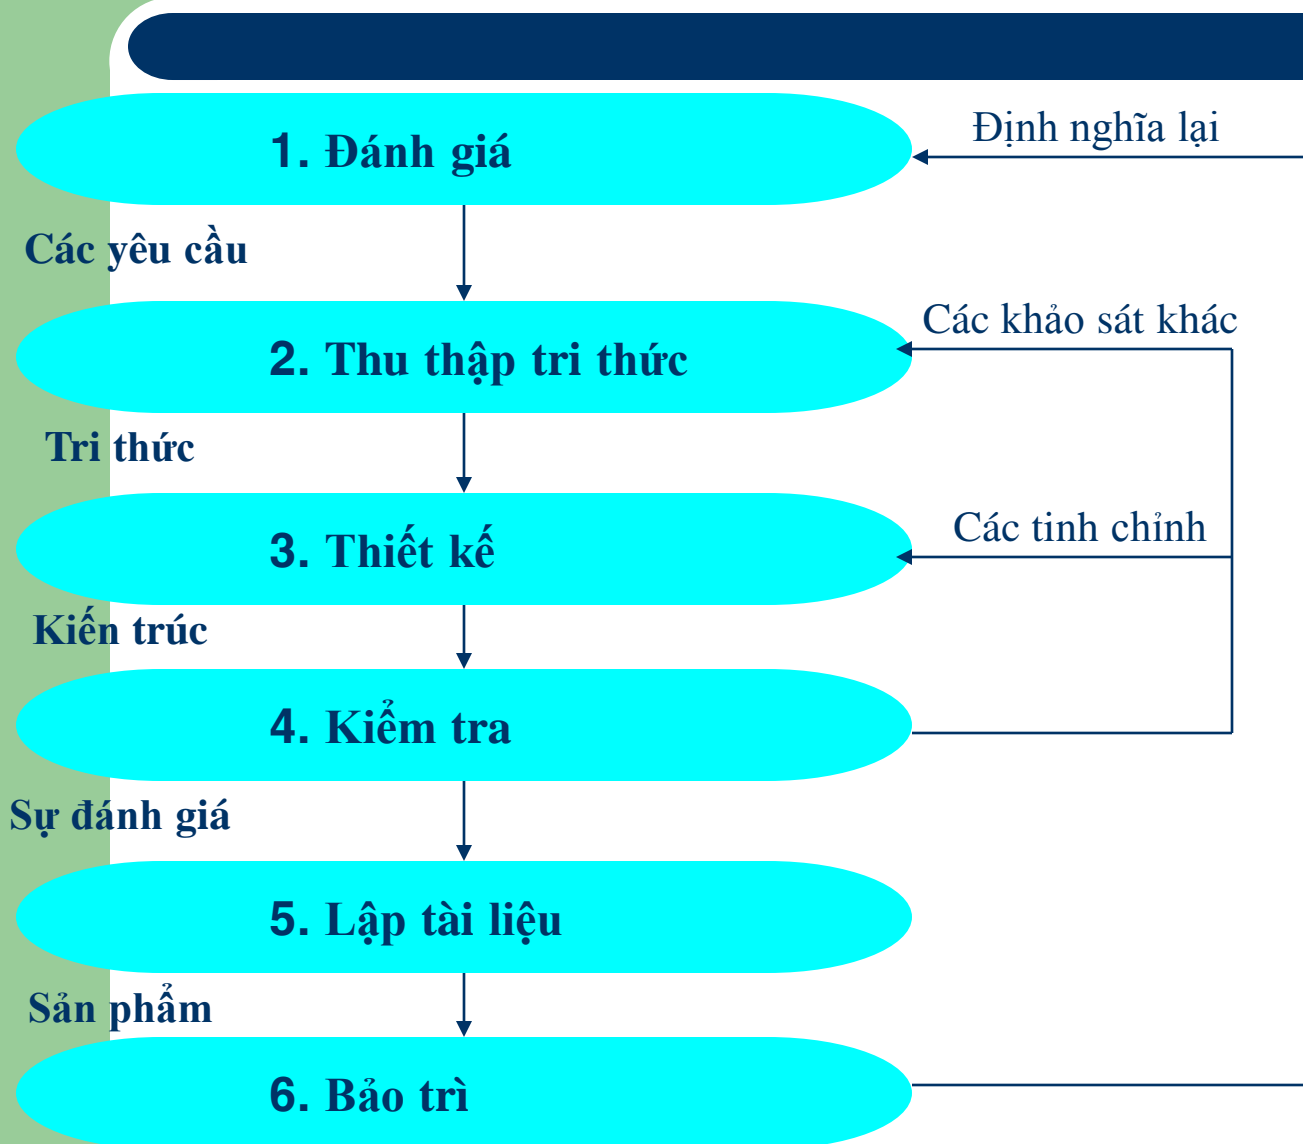 1. Đánh giá
Định nghĩa lại
Các yêu cầu
Các khảo sát khác
2. Thu thập tri thức
Tri thức
Các tinh chỉnh
3. Thiết kế
Kiến trúc
4. Kiểm tra
Sự đánh giá
5. Lập tài liệu
Sản phẩm
6. Bảo trì